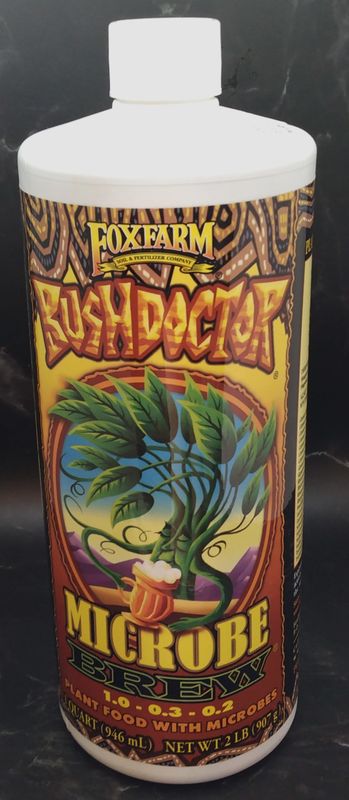 FOXFARM
SOIL & FERTILIZER COMPANY
BUSHDOCTOR®
MICROBE
BREW®
1.0 - 0.3 - 0.2
PLANT FOOD WITH MICROBES
QUART (946 mL) NET WT 2 LB (907 g)